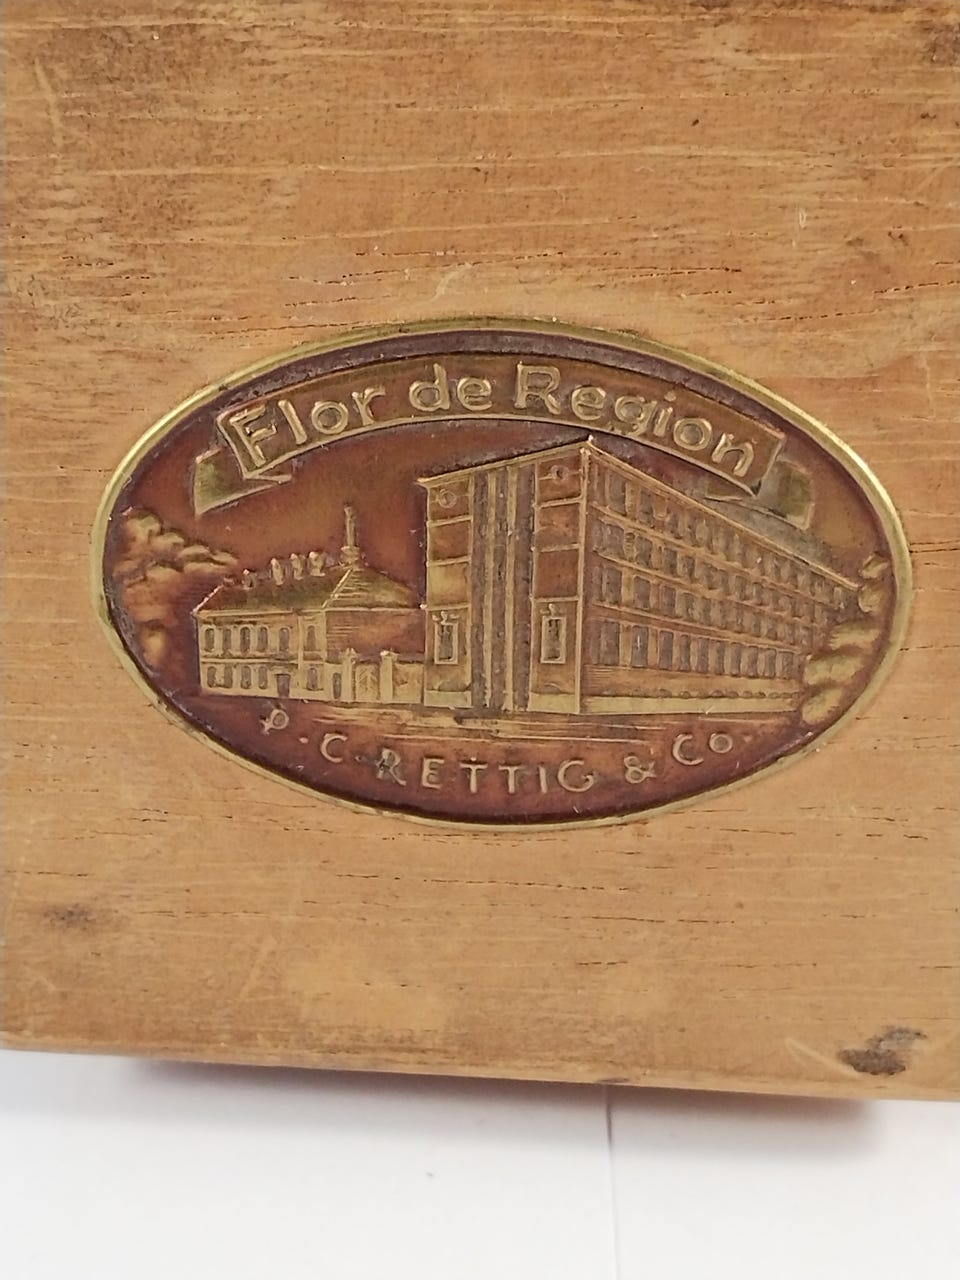 Flor de Region
P.C. RETTIG & Co.